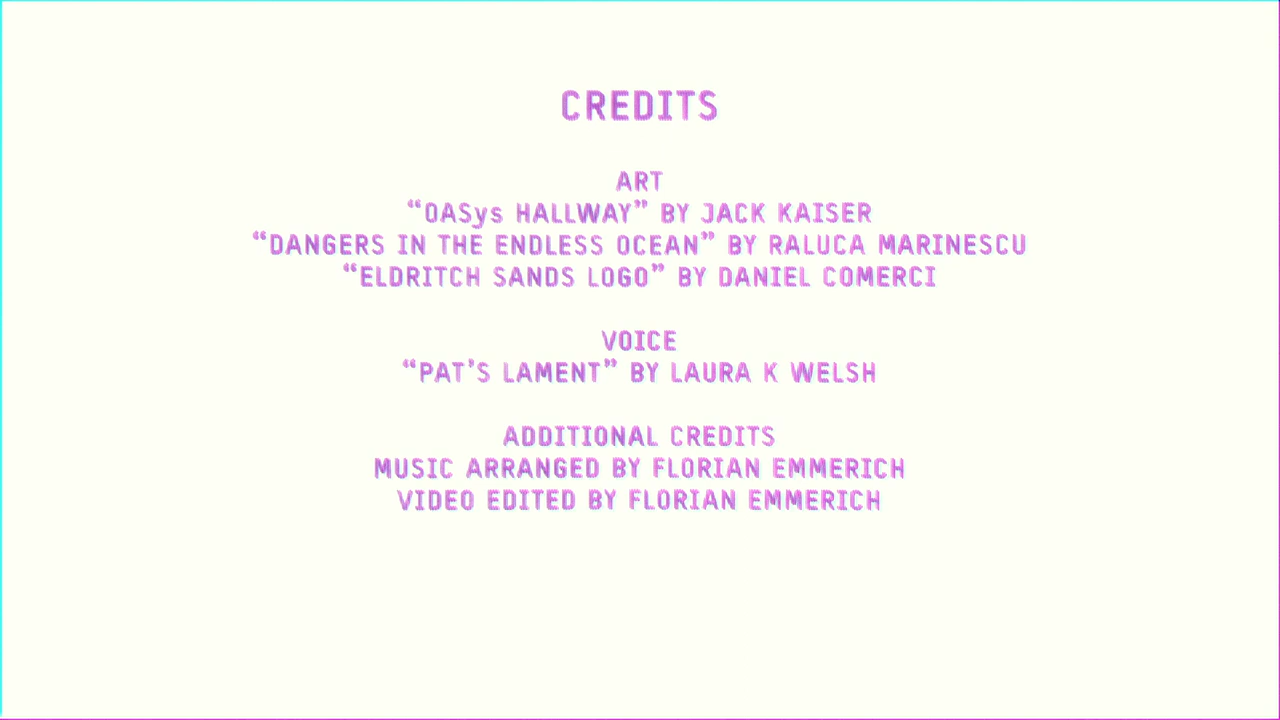 CREDITS
ART
“OASys HALLWAY” BY JACK KAISER
“DANGERS IN THE ENDLESS OCEAN” BY RALUCA MARINESCU
“ELDRITCH SANDS LOGO” BY DANIEL COMERCI
VOICE
“PAT’S LAMENT” BY LAURA K WELSH
ADDITIONAL CREDITS
MUSIC ARRANGED BY FLORIAN EMMERICH
VIDEO EDITED BY FLORIAN EMMERICH